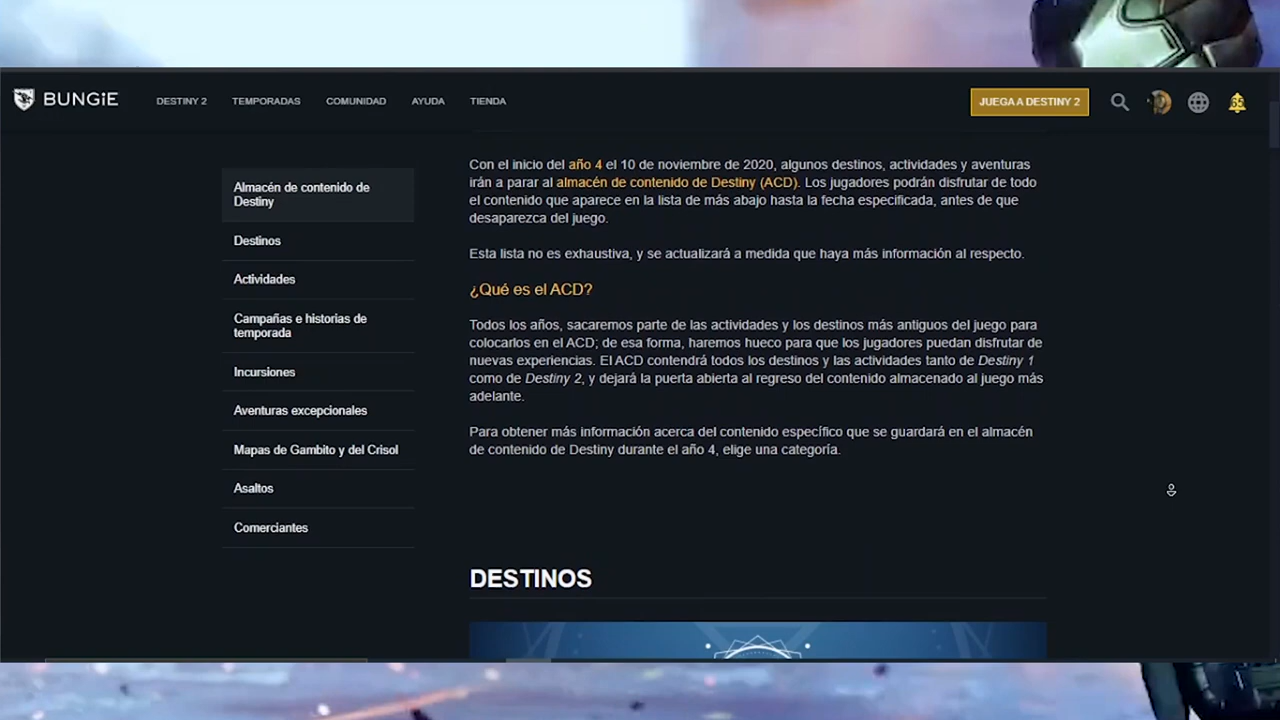 BUNGiE
DESTINY 2
TEMPORADAS
COMUNIDAD
AYUDA
TIENDA
JUEGA A DESTINY 2
65
Almacén de contenido de
Destiny
Destinos
Actividades
Campañas e historias de
temporada
Incursiones
Aventuras excepcionales
Mapas de Gambito y del Crisol
Asaltos
Comerciantes
Con el inicio del año 4 el 10 de noviembre de 2020, algunos destinos, actividades y aventuras
irán a parar al almacén de contenido de Destiny (ACD). Los jugadores podrán disfrutar de todo
el contenido que aparece en la lista de más abajo hasta la fecha especificada, antes de que
desaparezca del juego.
Esta lista no es exhaustiva, y se actualizará a medida que haya más información al respecto.
¿Qué es el ACD?
Todos los años, sacaremos parte de las actividades y los destinos más antiguos del juego para
colocarlos en el ACD; de esa forma, haremos hueco para que los jugadores puedan disfrutar de
nuevas experiencias. El ACD contendrá todos los destinos y las actividades tanto de Destiny 1
como de Destiny 2, y dejará la puerta abierta al regreso del contenido almacenado al juego más
adelante.
Para obtener más información acerca del contenido específico que se guardará en el almacén
de contenido de Destiny durante el año 4, elige una categoría.
DESTINOS